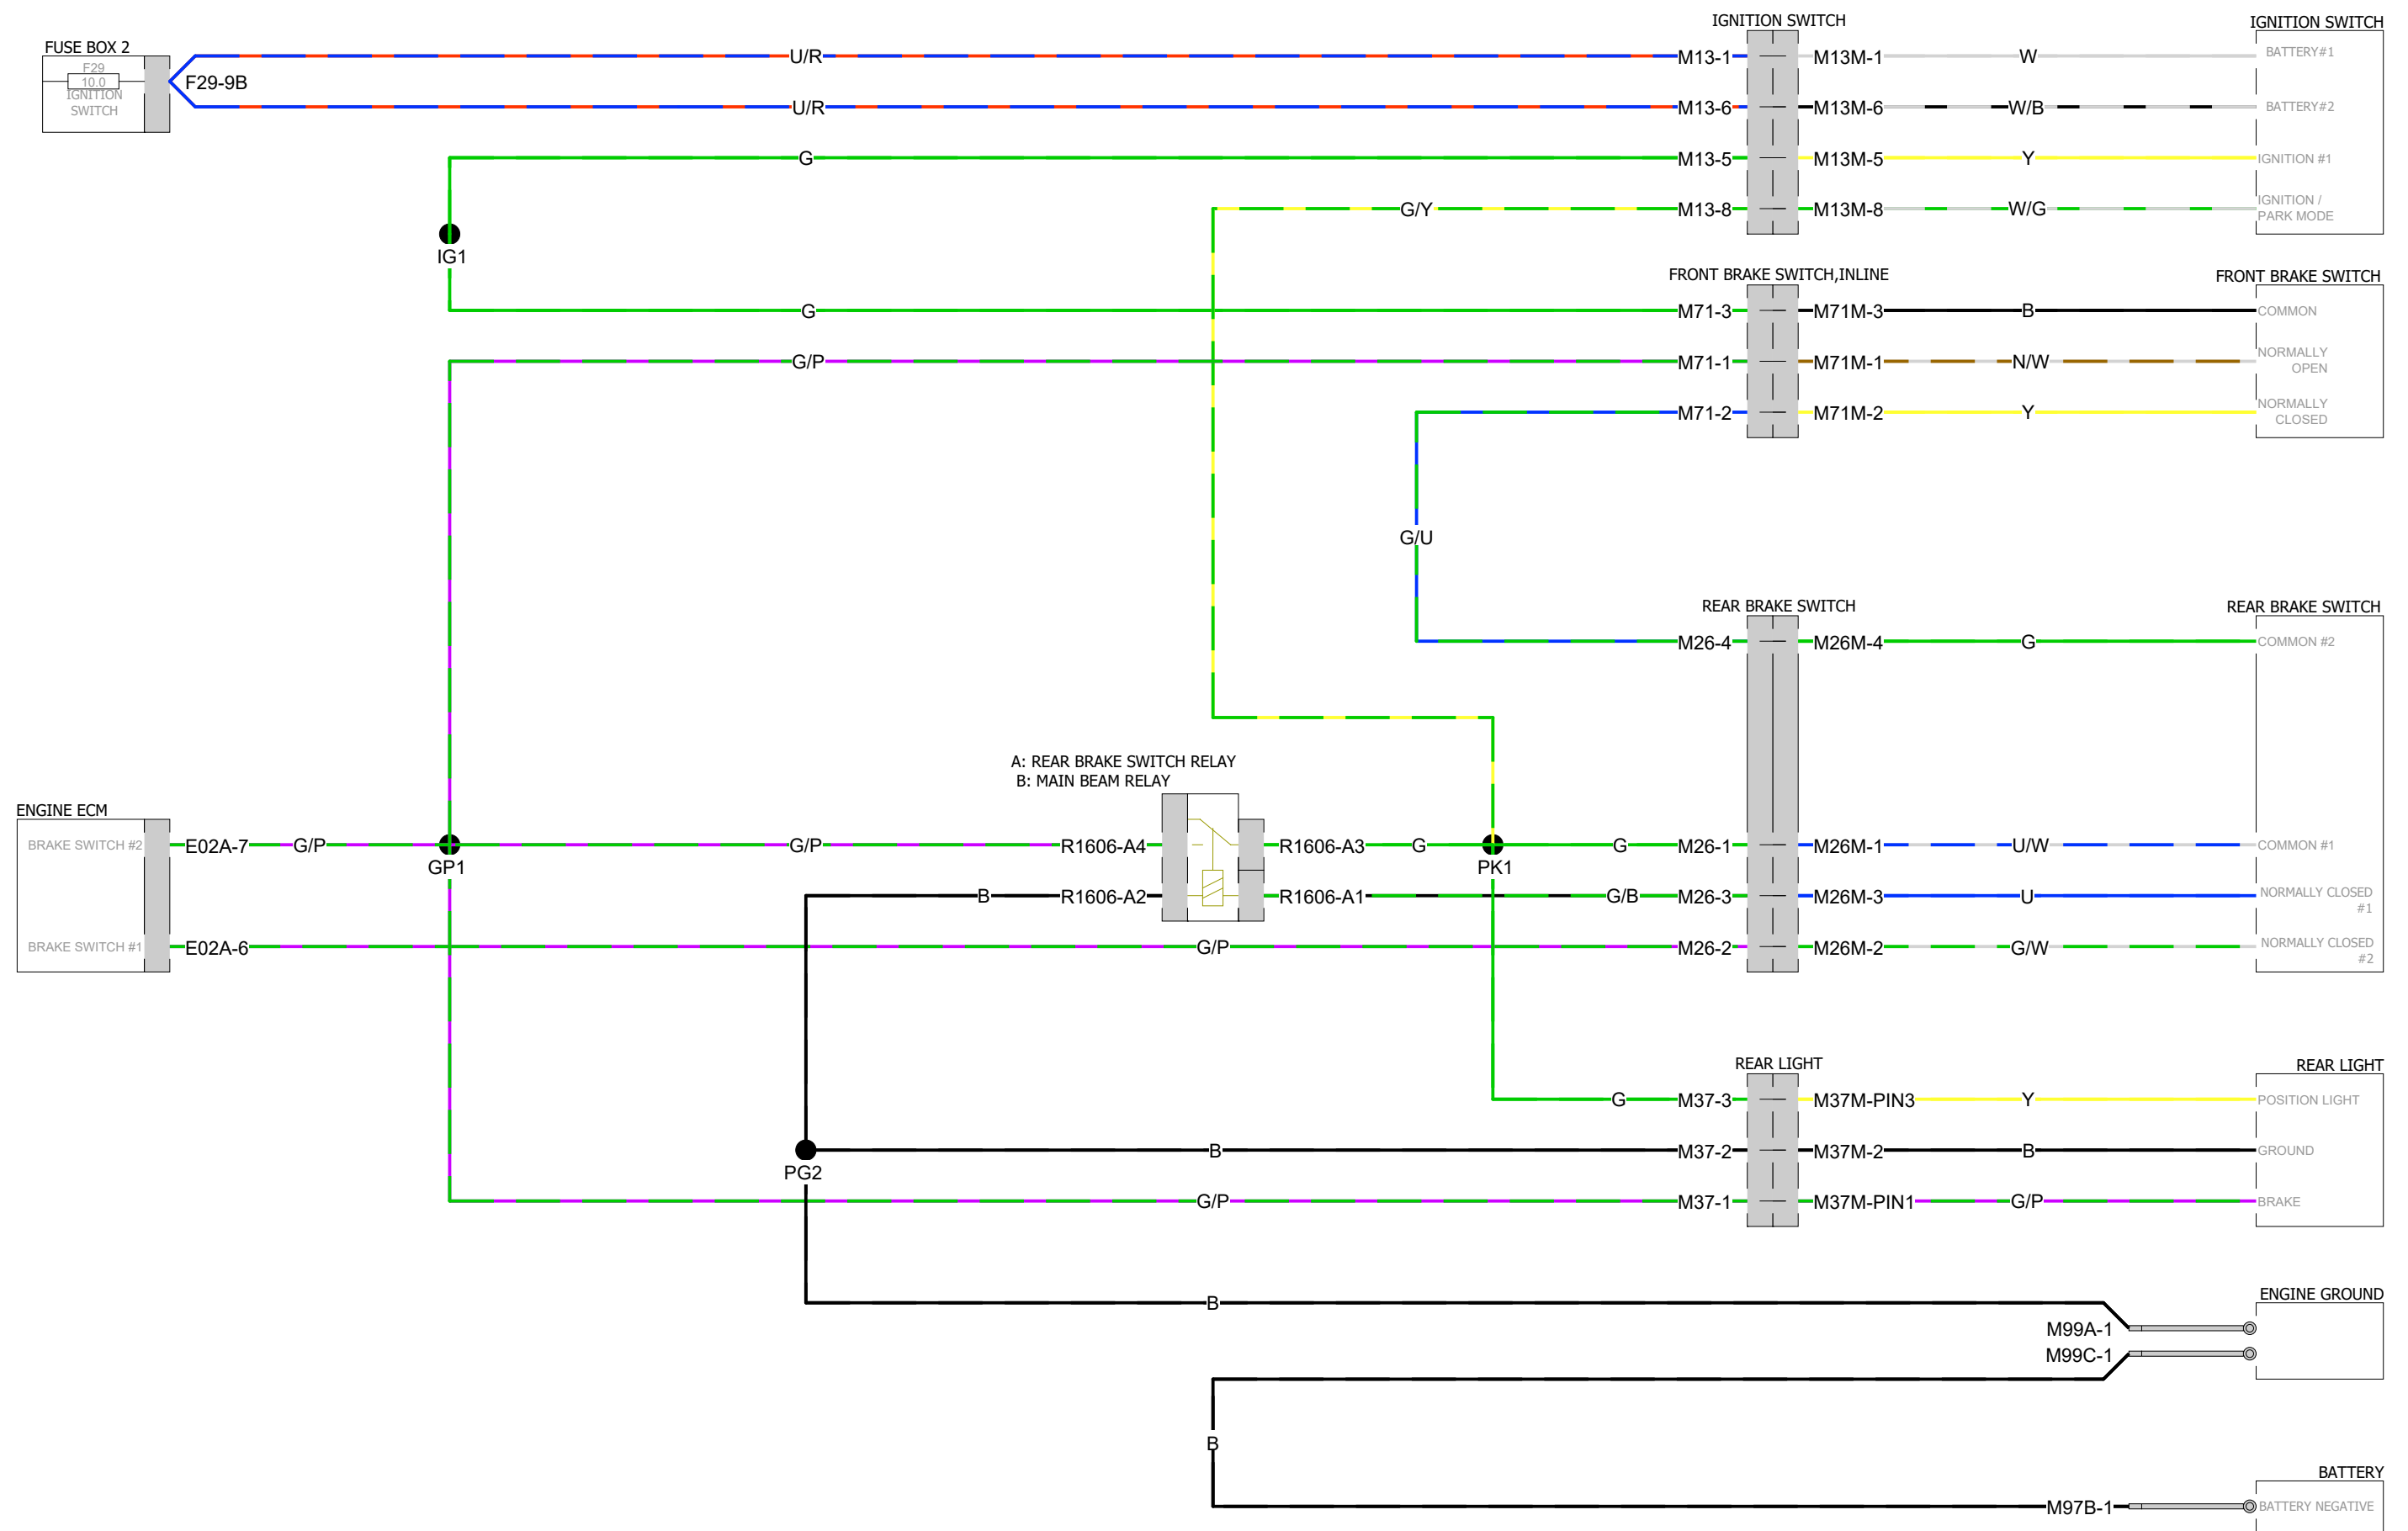 IGNITION SWITCH
IGNITION SWITCH
FUSE BOX 2
F29
10.0
IGNITION
SWITCH
F29-9B
U/R
M13-1
M13M-1
W
BATTERY#1
U/R
M13-6
M13M-6
W/B
BATTERY#2
G
M13-5
M13M-5
Y
IGNITION #1
G/Y
M13-8
M13M-8
W/G
IGNITION /
PARK MODE
IG1
FRONT BRAKE SWITCH,INLINE
FRONT BRAKE SWITCH
G
M71-3
M71M-3
B
COMMON
G/P
M71-1
M71M-1
N/W
NORMALLY
OPEN
M71-2
M71M-2
Y
NORMALLY
CLOSED
G/U
REAR BRAKE SWITCH
REAR BRAKE SWITCH
M26-4
M26M-4
G
COMMON #2
A: REAR BRAKE SWITCH RELAY
B: MAIN BEAM RELAY
ENGINE ECM
BRAKE SWITCH #2
E02A-7
G/P
GP1
G/P
R1606-A4
R1606-A3
G
PK1
G
M26-1
M26M-1
U/W
COMMON #1
B
R1606-A2
R1606-A1
G/B
M26-3
M26M-3
U
NORMALLY CLOSED
#1
BRAKE SWITCH #1
E02A-6
G/P
M26-2
M26M-2
G/W
NORMALLY CLOSED
#2
REAR LIGHT
REAR LIGHT
G
M37-3
M37M-PIN3
Y
POSITION LIGHT
PG2
B
M37-2
M37M-2
B
GROUND
G/P
M37-1
M37M-PIN1
G/P
BRAKE
ENGINE GROUND
B
M99A-1
M99C-1
B
BATTERY
M97B-1
BATTERY NEGATIVE